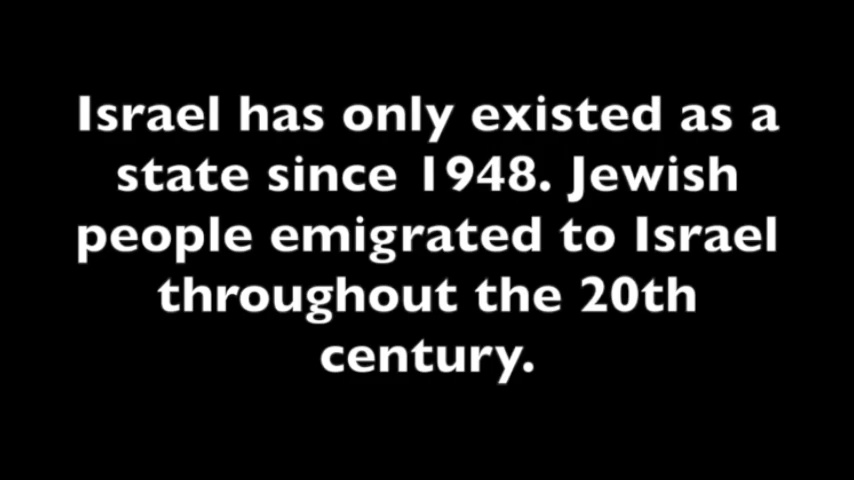 Israel has only existed as a
state since 1948. Jewish
people emigrated to Israel
throughout the 20th
century.